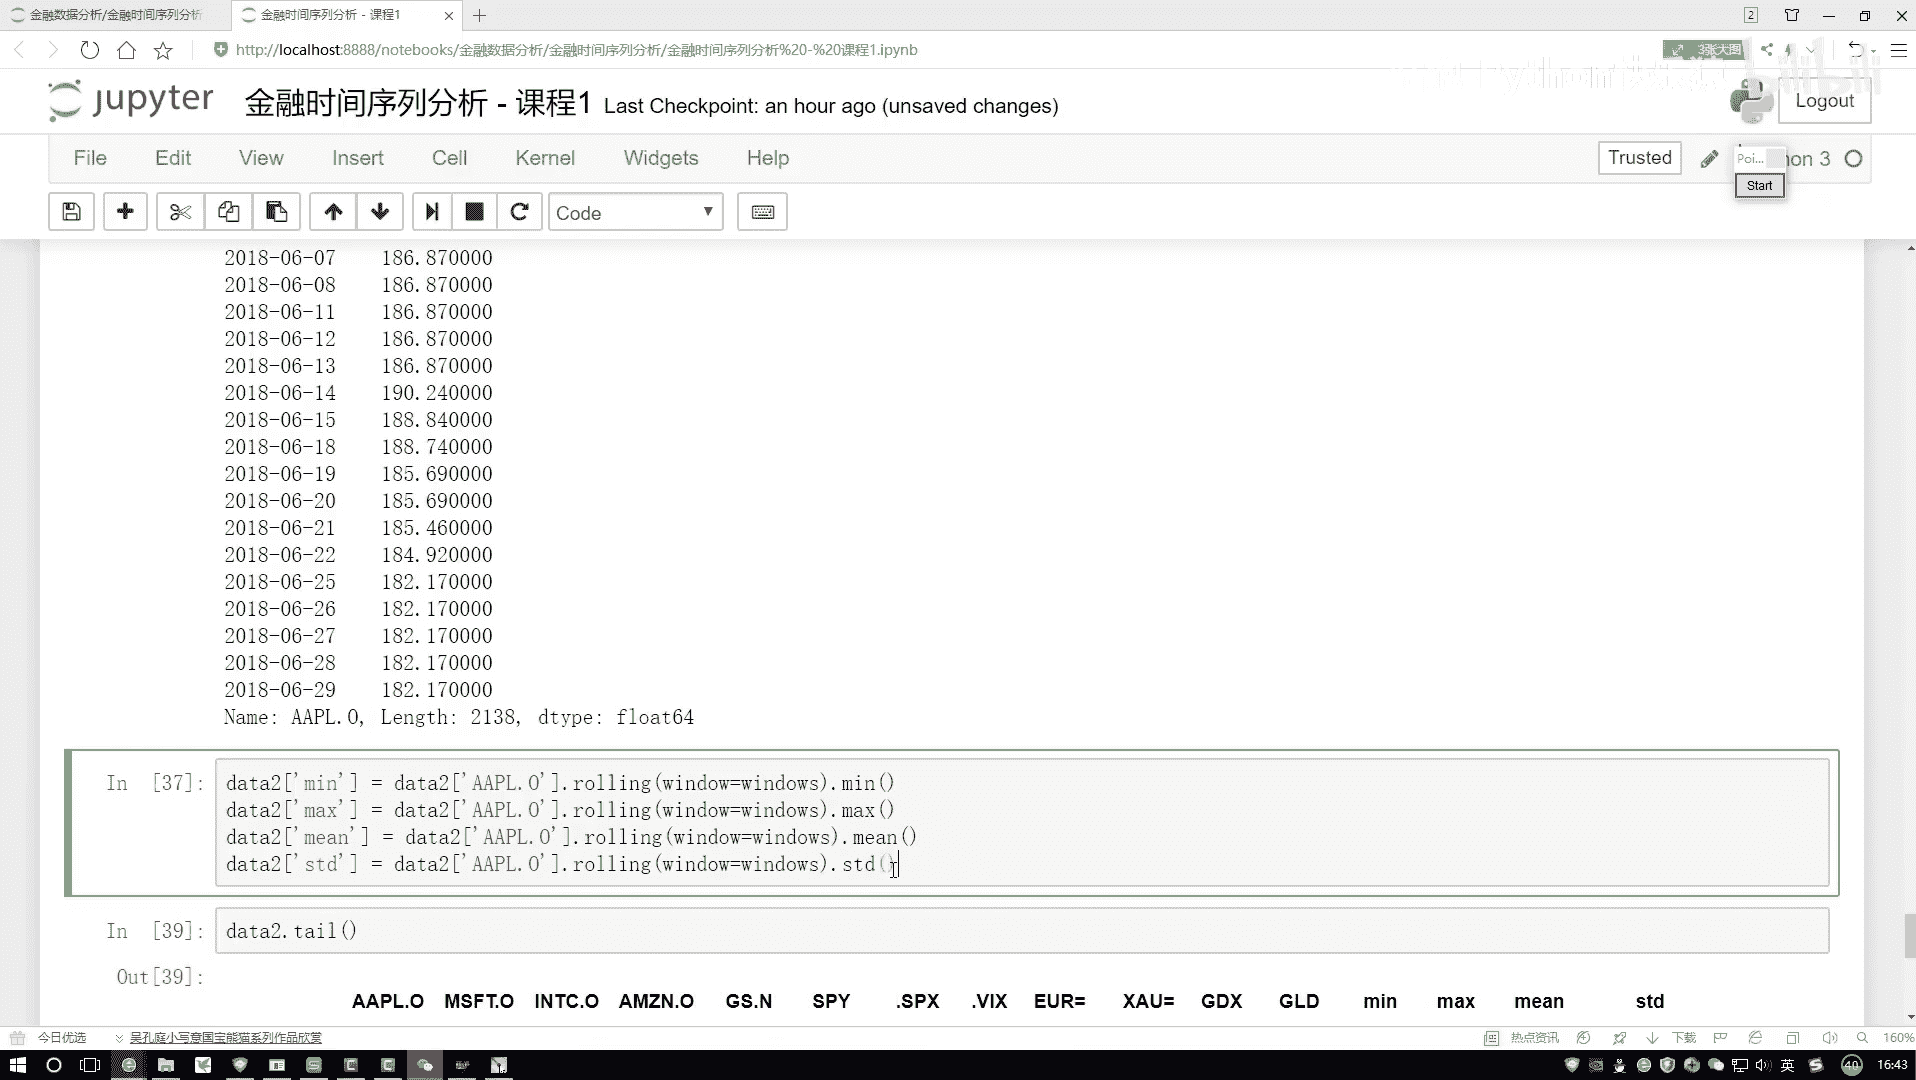 金融数据分析/金融时间序列分析
金融时间序列分析 - 课程1
2
http://localhost:8888/notebooks/金融数据分析/金融时间序列分析/金融时间序列分析%20-%20课程1.ipynb
3张大图
bilibili
jupyter
金融时间序列分析 - 课程1
Last Checkpoint: an hour ago (unsaved changes)
Logout
File
Edit
View
Insert
Cell
Kernel
Widgets
Help
Trusted
Poi...
on 3
Start
Code
2018-06-07 186.870000
2018-06-08 186.870000
2018-06-11 186.870000
2018-06-12 186.870000
2018-06-13 186.870000
2018-06-14 190.240000
2018-06-15 188.840000
2018-06-18 188.740000
2018-06-19 185.690000
2018-06-20 185.690000
2018-06-21 185.460000
2018-06-22 184.920000
2018-06-25 182.170000
2018-06-26 182.170000
2018-06-27 182.170000
2018-06-28 182.170000
2018-06-29 182.170000
Name: AAPL.O, Length: 2138, dtype: float64
In [37]:
data2['min'] = data2['AAPL.O'].rolling(window=windows).min()
data2['max'] = data2['AAPL.O'].rolling(window=windows).max()
data2['mean'] = data2['AAPL.O'].rolling(window=windows).mean()
data2['std'] = data2['AAPL.O'].rolling(window=windows).std()
In [39]:
data2.tail()
Out[39]:
AAPL.O MSFT.O INTC.O AMZN.O GS.N SPY .SPX .VIX EUR= XAU= GDX GLD min max mean std
今日优选
吴孔庭小写意国宝熊猫系列作品欣赏
热点资讯
下载
160%
英
40
16:43